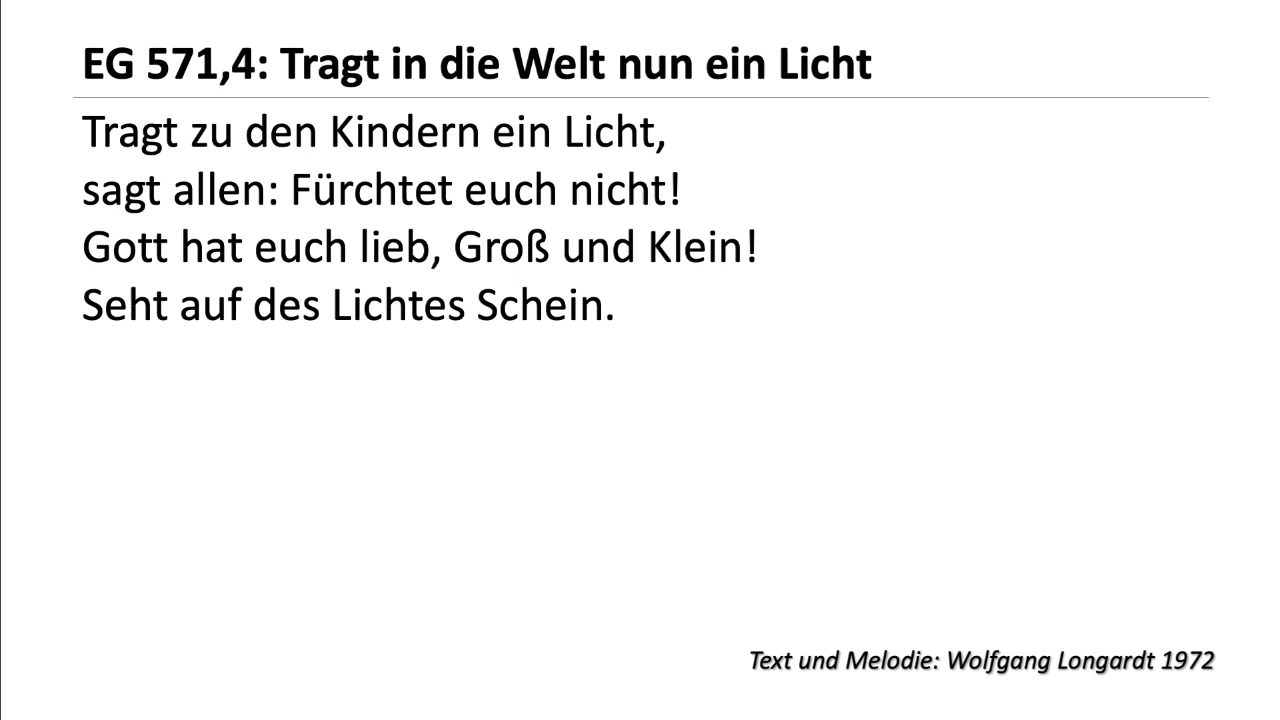 EG 571,4: Tragt in die Welt nun ein Licht
Tragt zu den Kindern ein Licht,
sagt allen: Fürchtet euch nicht!
Gott hat euch lieb, Groß und Klein!
Seht auf des Lichtes Schein.
Text und Melodie: Wolfgang Longardt 1972